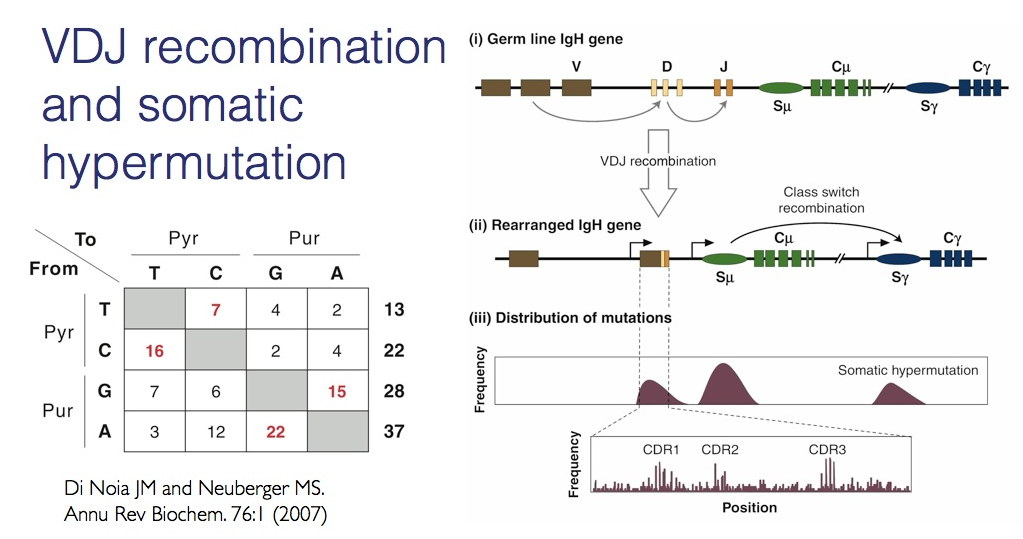 VDJ recombination
and somatic
hypermutation
To
Pyr Pur
From
T C G A
Pyr
T 7 4 2 13
C 16 2 4 22
Pur
G 7 6 15 28
A 3 12 22 37
Di Noia JM and Neuberger MS.
Annu Rev Biochem. 76:1 (2007)
(i) Germ line IgH gene
V D J Cμ Cγ
Sμ Sγ
VDJ recombination
Class switch
recombination
(ii) Rearranged IgH gene
Cμ Cγ
Sμ Sγ
(iii) Distribution of mutations
Frequency
Somatic hypermutation
Frequency
CDR1 CDR2 CDR3
Position